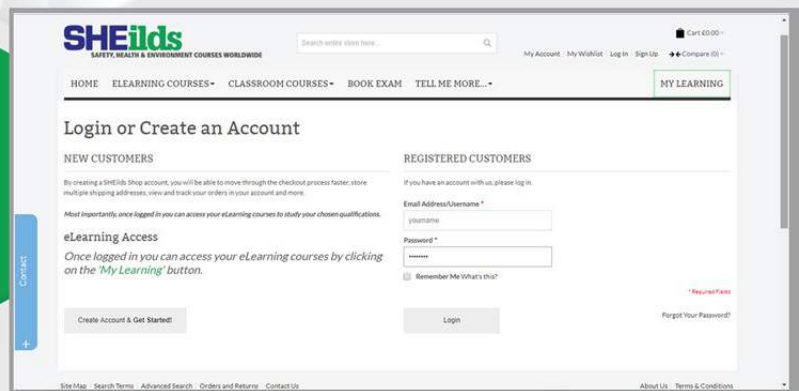 SHEilds
SAFETY, HEALTH & ENVIRONMENT COURSES WORLDWIDE
Search entire store here...
Cart £0.00
My Account My Wishlist Log In Sign Up Compare (0)
HOME ELEARNING COURSES CLASSROOM COURSES BOOK EXAM TELL ME MORE... MY LEARNING
Login or Create an Account
NEW CUSTOMERS
By creating a SHEilds Shop account, you will be able to move through the checkout process faster, store
multiple shipping addresses, view and track your orders in your account and more.
Most importantly, once logged in you can access your eLearning courses to study your chosen qualifications.
eLearning Access
Once logged in you can access your eLearning courses by clicking
on the 'My Learning' button.
Create Account & Get Started!
REGISTERED CUSTOMERS
If you have an account with us, please log in.
Email Address/Username *
yourname
Password *
••••••••
Remember Me What's this?
* Required Fields
Login
Forgot Your Password?
Contact
+
Site Map Search Terms Advanced Search Orders and Returns Contact Us
About Us Terms & Conditions